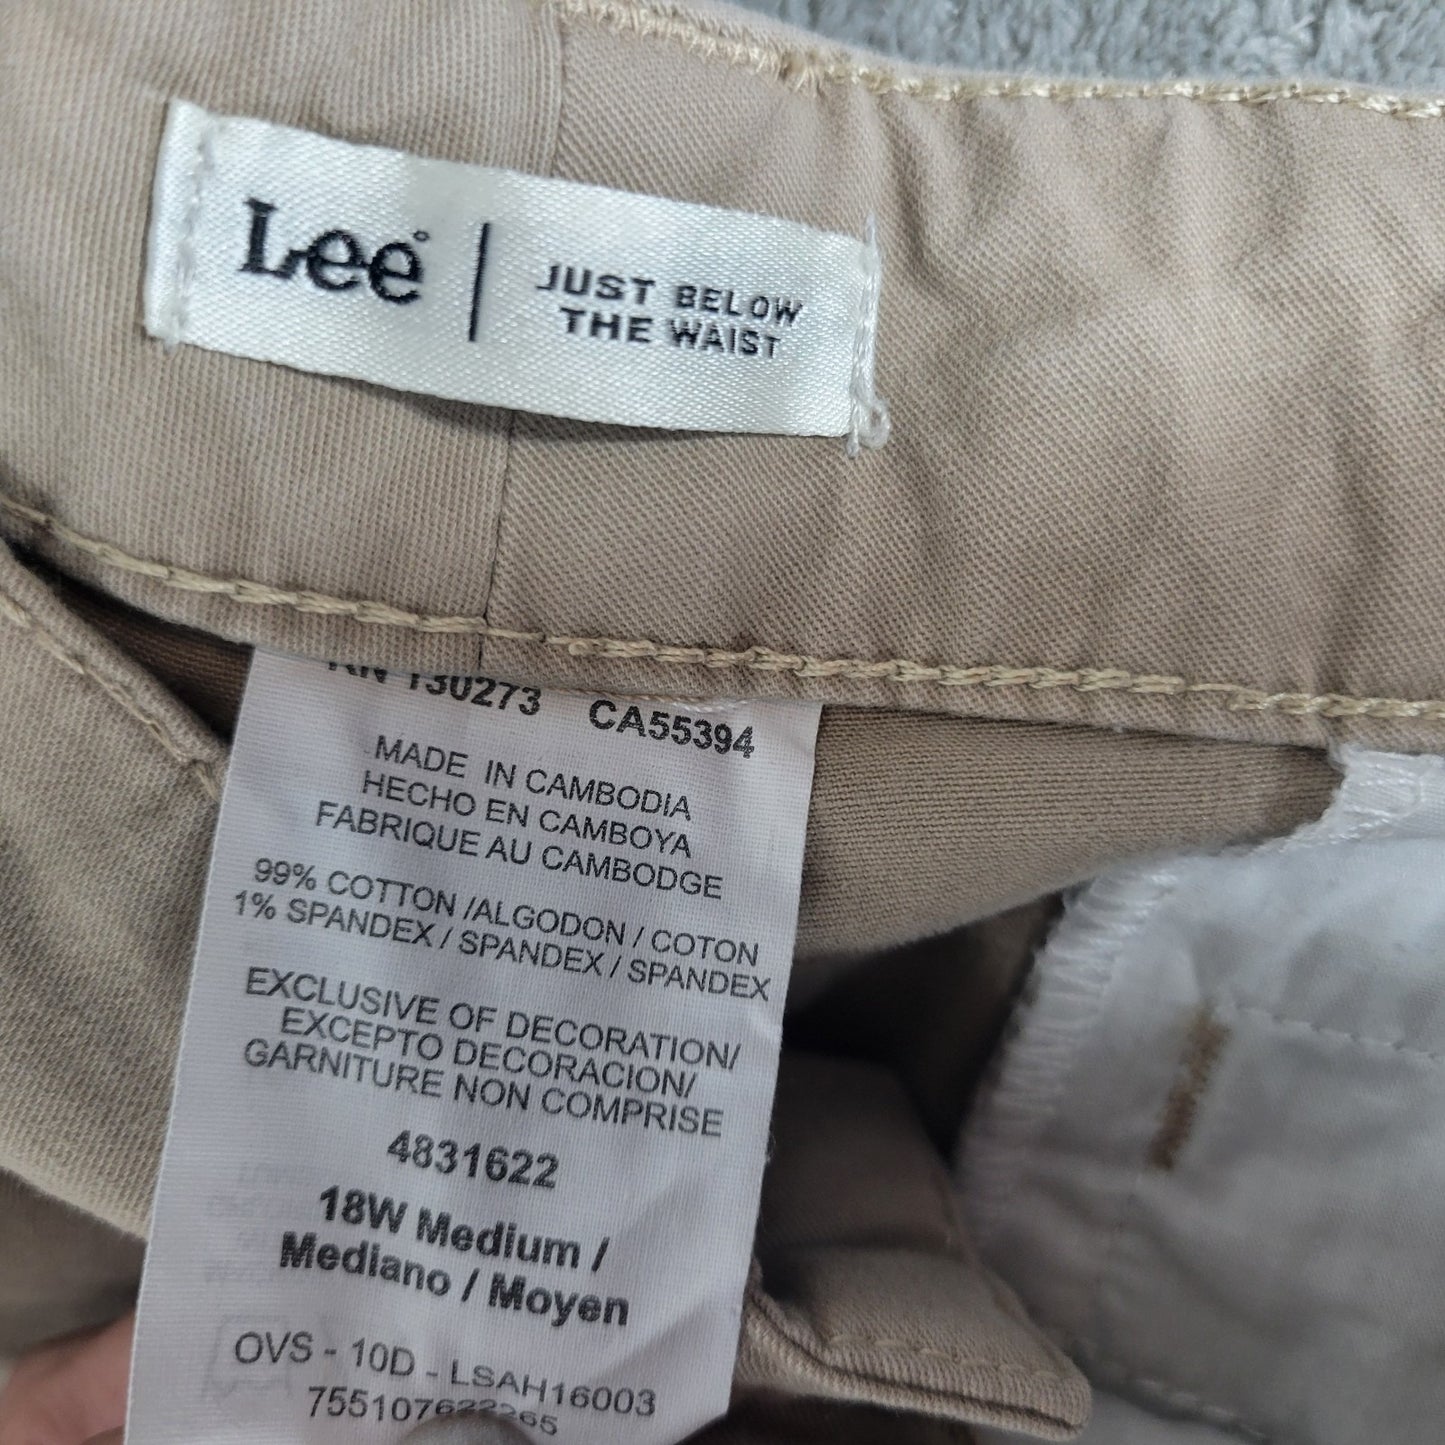 Lee | JUST BELOW
THE WAIST
RN 130273 CA55394
MADE IN CAMBODIA
HECHO EN CAMBOYA
FABRIQUE AU CAMBODGE
99% COTTON /ALGODON / COTON
1% SPANDEX / SPANDEX / SPANDEX
EXCLUSIVE OF DECORATION/
EXCEPTO DECORACION/
GARNITURE NON COMPRISE
4831622
18W Medium /
Mediano / Moyen
OVS - 10D - LSAH16003